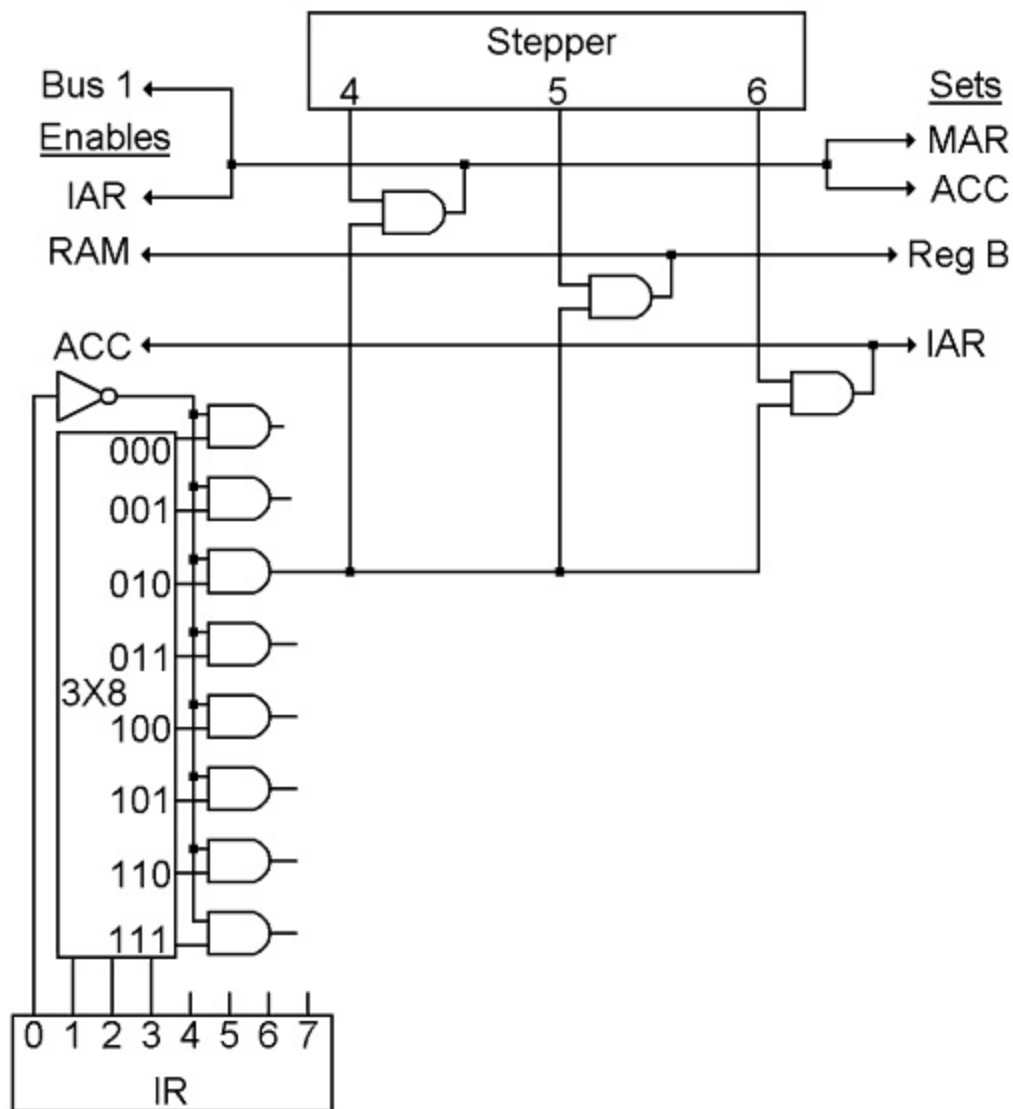 Stepper
4 5 6
Bus 1
Enables
IAR
RAM
ACC
Sets
MAR
ACC
Reg B
IAR
000
001
010
011
3X8
100
101
110
111
0 1 2 3 4 5 6 7
IR